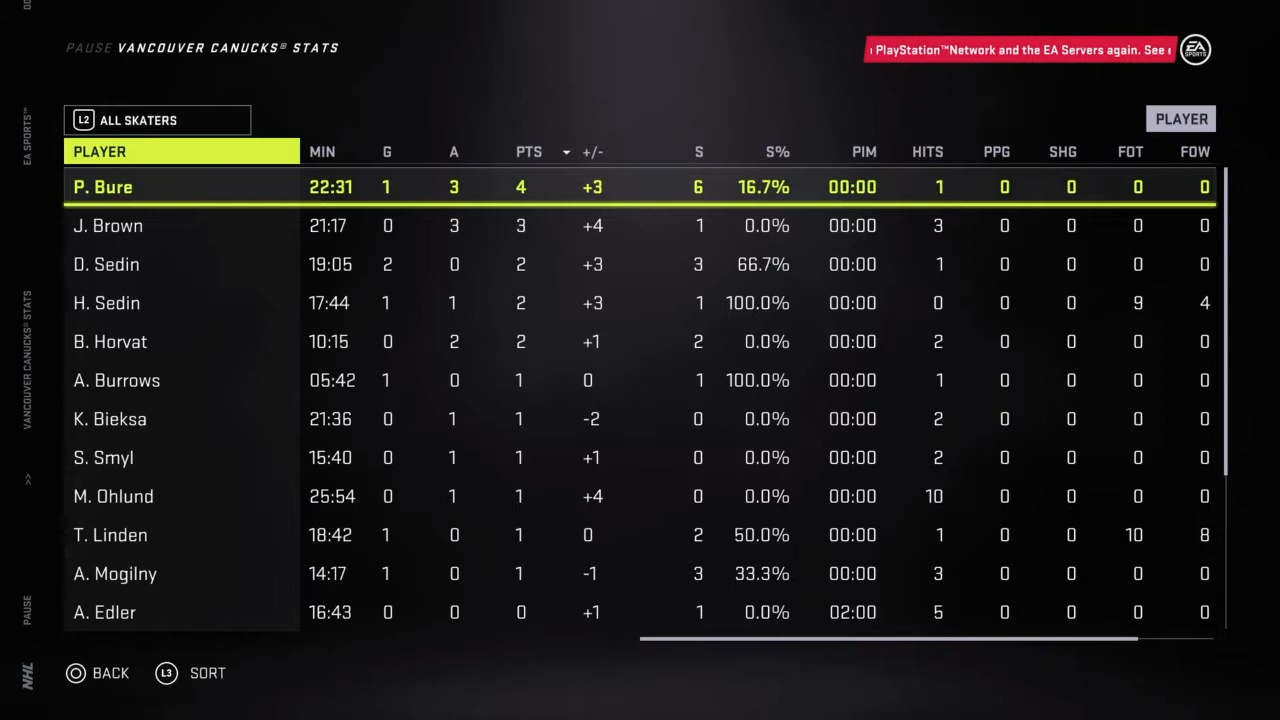 PAUSE VANCOUVER CANUCKS® STATS
PlayStation™Network and the EA Servers again. See
EA SPORTS
L2 ALL SKATERS
PLAYER
PLAYER MIN G A PTS +/- S S% PIM HITS PPG SHG FOT FOW
P. Bure 22:31 1 3 4 +3 6 16.7% 00:00 1 0 0 0 0
J. Brown 21:17 0 3 3 +4 1 0.0% 00:00 3 0 0 0 0
D. Sedin 19:05 2 0 2 +3 3 66.7% 00:00 1 0 0 0 0
H. Sedin 17:44 1 1 2 +3 1 100.0% 00:00 0 0 0 9 4
B. Horvat 10:15 0 2 2 +1 2 0.0% 00:00 2 0 0 0 0
A. Burrows 05:42 1 0 1 0 1 100.0% 00:00 1 0 0 0 0
K. Bieksa 21:36 0 1 1 -2 0 0.0% 00:00 2 0 0 0 0
S. Smyl 15:40 0 1 1 +1 0 0.0% 00:00 2 0 0 0 0
M. Ohlund 25:54 0 1 1 +4 0 0.0% 00:00 10 0 0 0 0
T. Linden 18:42 1 0 1 0 2 50.0% 00:00 1 0 0 10 8
A. Mogilny 14:17 1 0 1 -1 3 33.3% 00:00 3 0 0 0 0
A. Edler 16:43 0 0 0 +1 1 0.0% 02:00 5 0 0 0 0
BACK L3 SORT
NHL
PAUSE
>>
VANCOUVER CANUCKS® STATS
EA SPORTS™